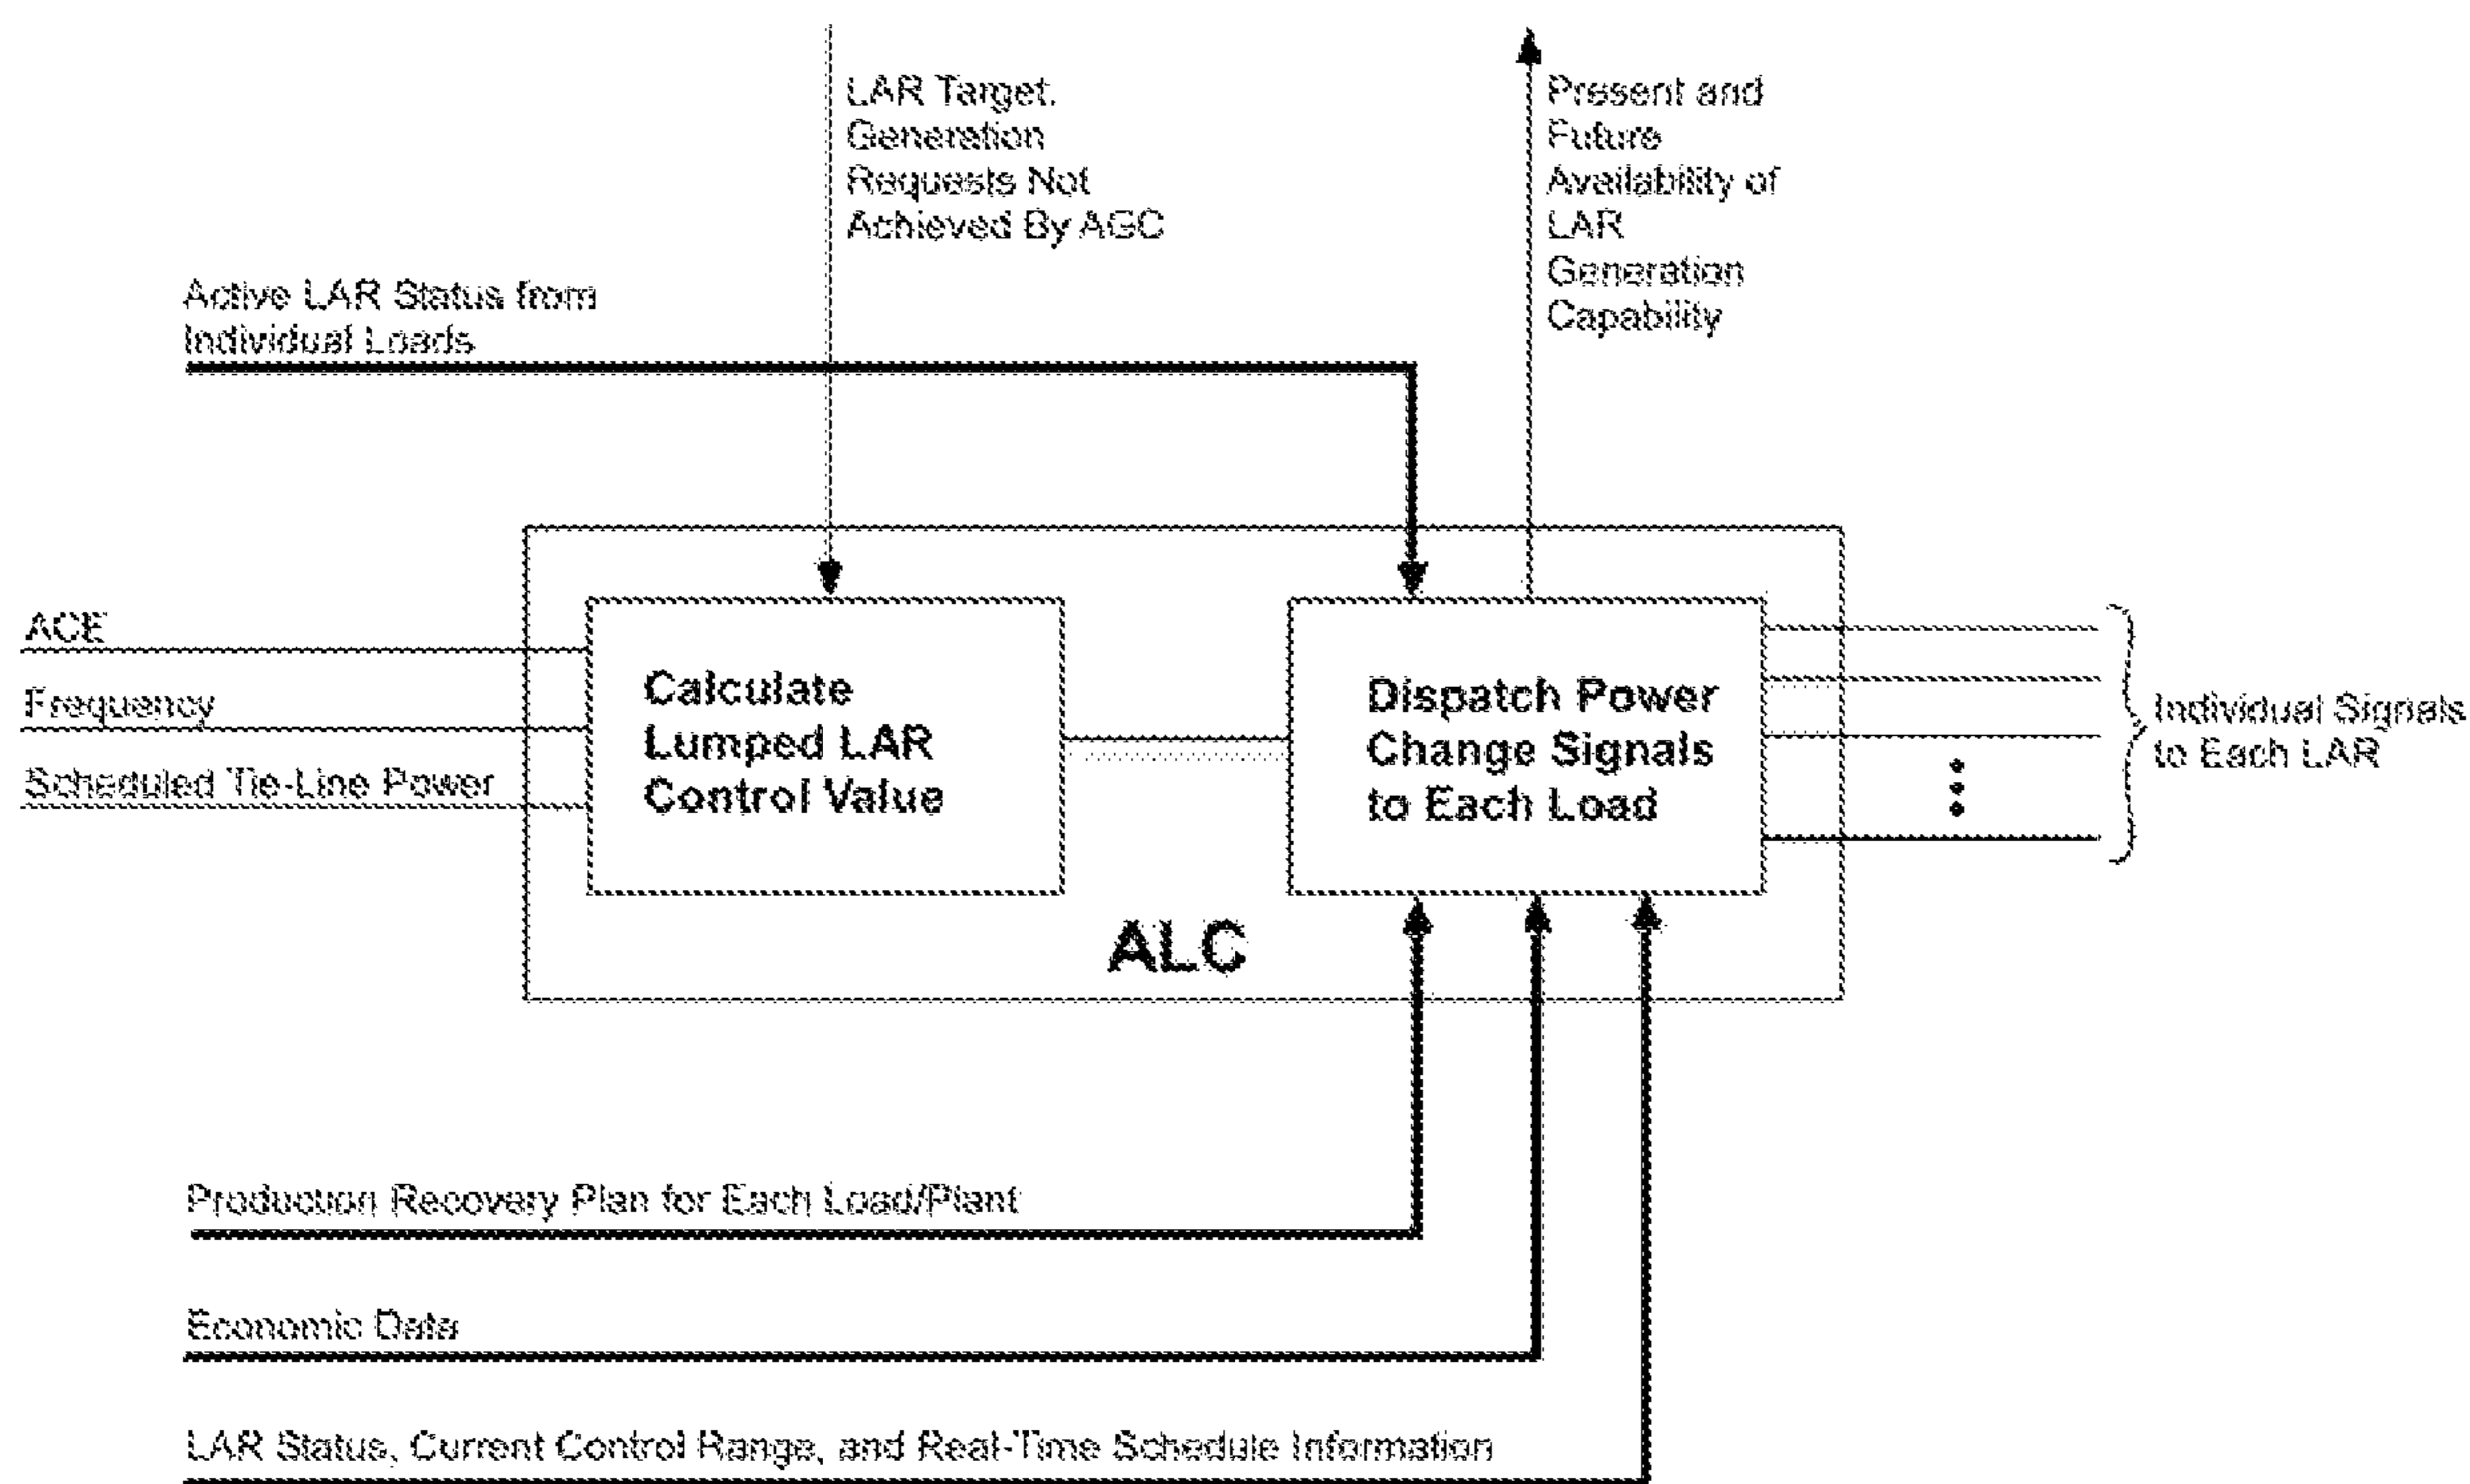 LAR Target.
Generation
Requests Not
Achieved By AGC
Present and
Future
Availability of
LAR
Generation
Capability
Active LAR Status from
Individual Loads
ACE
Frequency
Scheduled Tie-Line Power
Calculate
Lumped LAR
Control Value
Dispatch Power
Change Signals
to Each Load
Individual Signals
to Each LAR
ALC
Production Recovery Plan for Each Load/Plant
Economic Data
LAR Status, Current Control Range, and Real-Time Schedule Information